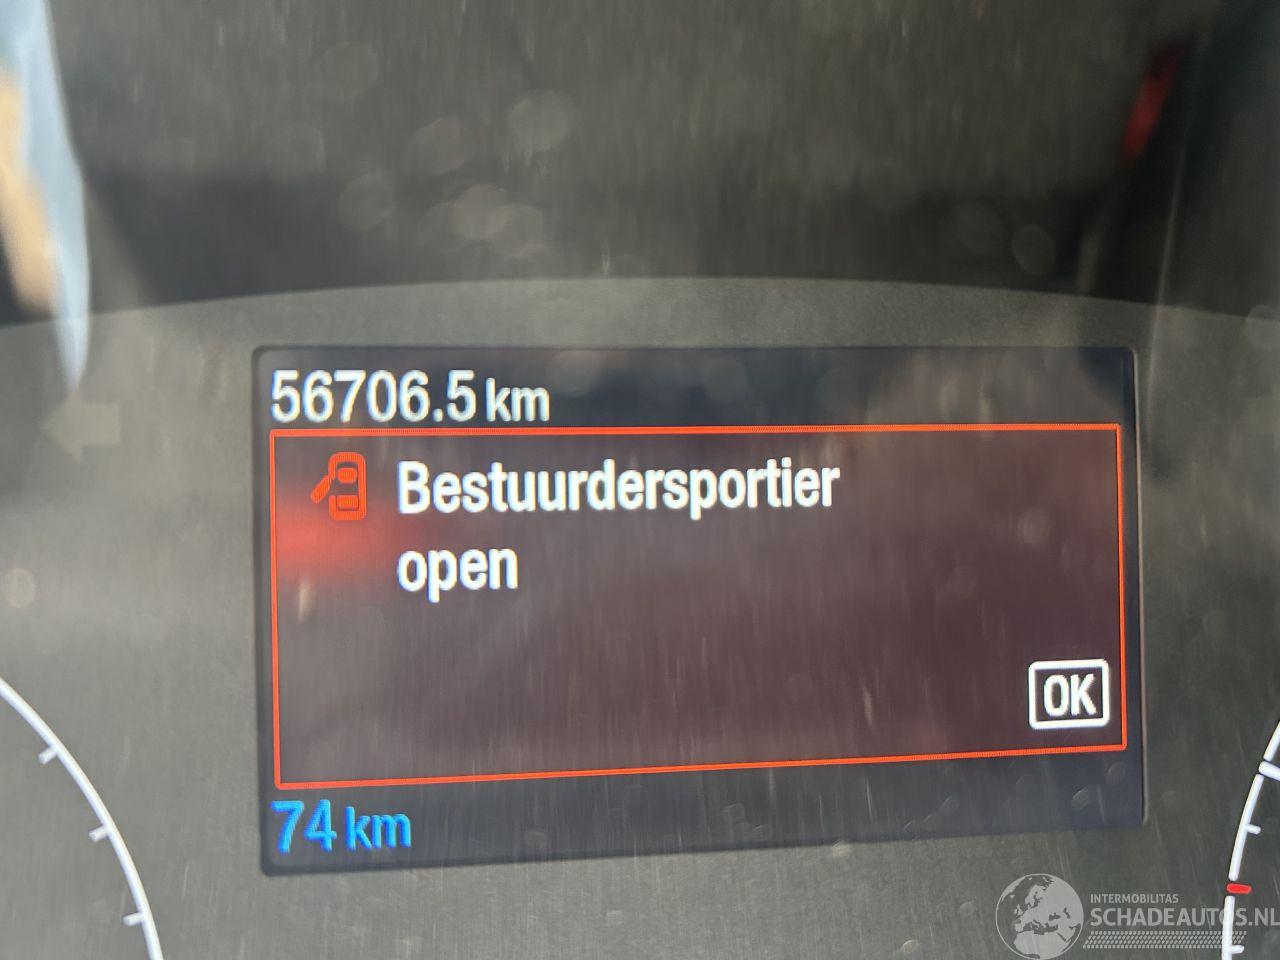 56706.5 km
Bestuurdersportier
open
OK
74 km
INTERMOBILITAS
SCHADEAUTOS.NL